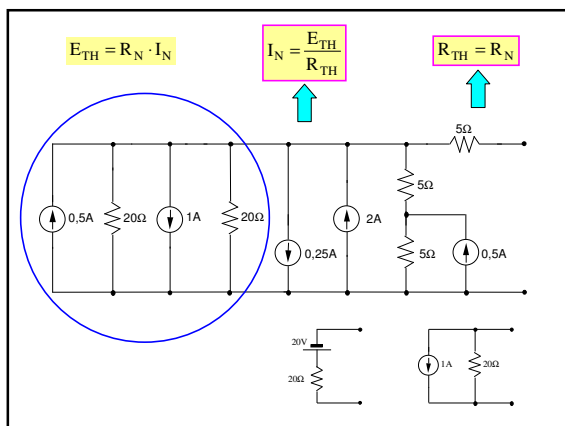 E_TH = R_N · I_N
I_N = E_TH / R_TH
R_TH = R_N
5Ω
0,5A
20Ω
1A
20Ω
0,25A
2A
5Ω
5Ω
0,5A
20V
20Ω
1A
20Ω